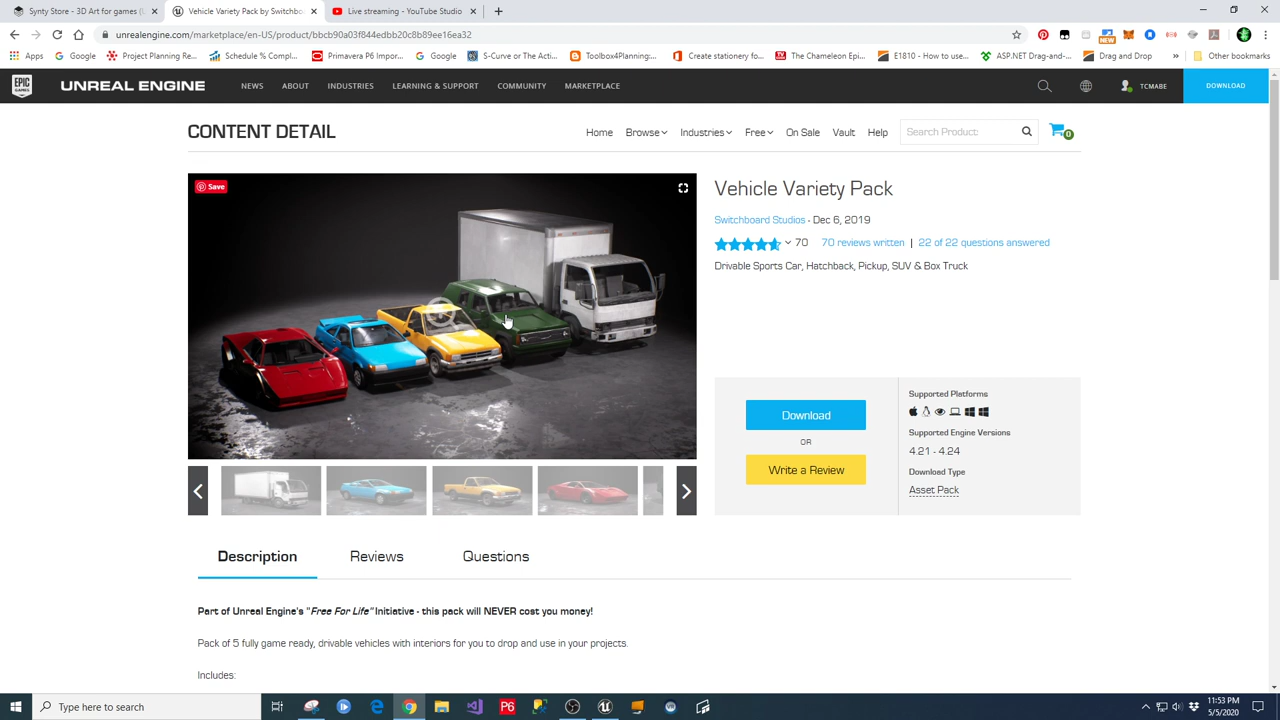 Synty Store - 3D Art for games (L
Vehicle Variety Pack by Switchbo
Live streaming - YouTube Studio
unrealengine.com/marketplace/en-US/product/bbcb90a03f844edbb20c8b89ee16ea32
Apps
Google
Project Planning Re...
Schedule % Compl...
Primavera P6 Impor...
Google
S-Curve or The Acti...
Toolbox4Planning:...
Create stationery fo...
The Chameleon Epi...
E1810 – How to use...
ASP.NET Drag-and-...
Drag and Drop
»
Other bookmarks
EPIC GAMES
UNREAL ENGINE
NEWS
ABOUT
INDUSTRIES
LEARNING & SUPPORT
COMMUNITY
MARKETPLACE
TCMABE
DOWNLOAD
CONTENT DETAIL
Home
Browse
Industries
Free
On Sale
Vault
Help
Search Product:
0
Save
Vehicle Variety Pack
Switchboard Studios - Dec 6, 2019
70
70 reviews written | 22 of 22 questions answered
Drivable Sports Car, Hatchback, Pickup, SUV & Box Truck
Download
OR
Write a Review
Supported Platforms
Supported Engine Versions
4.21 - 4.24
Download Type
Asset Pack
Description
Reviews
Questions
Part of Unreal Engine's "Free For Life" Initiative - this pack will NEVER cost you money!
Pack of 5 fully game ready, drivable vehicles with interiors for you to drop and use in your projects.
Includes:
Type here to search
P6
11:53 PM
5/5/2020